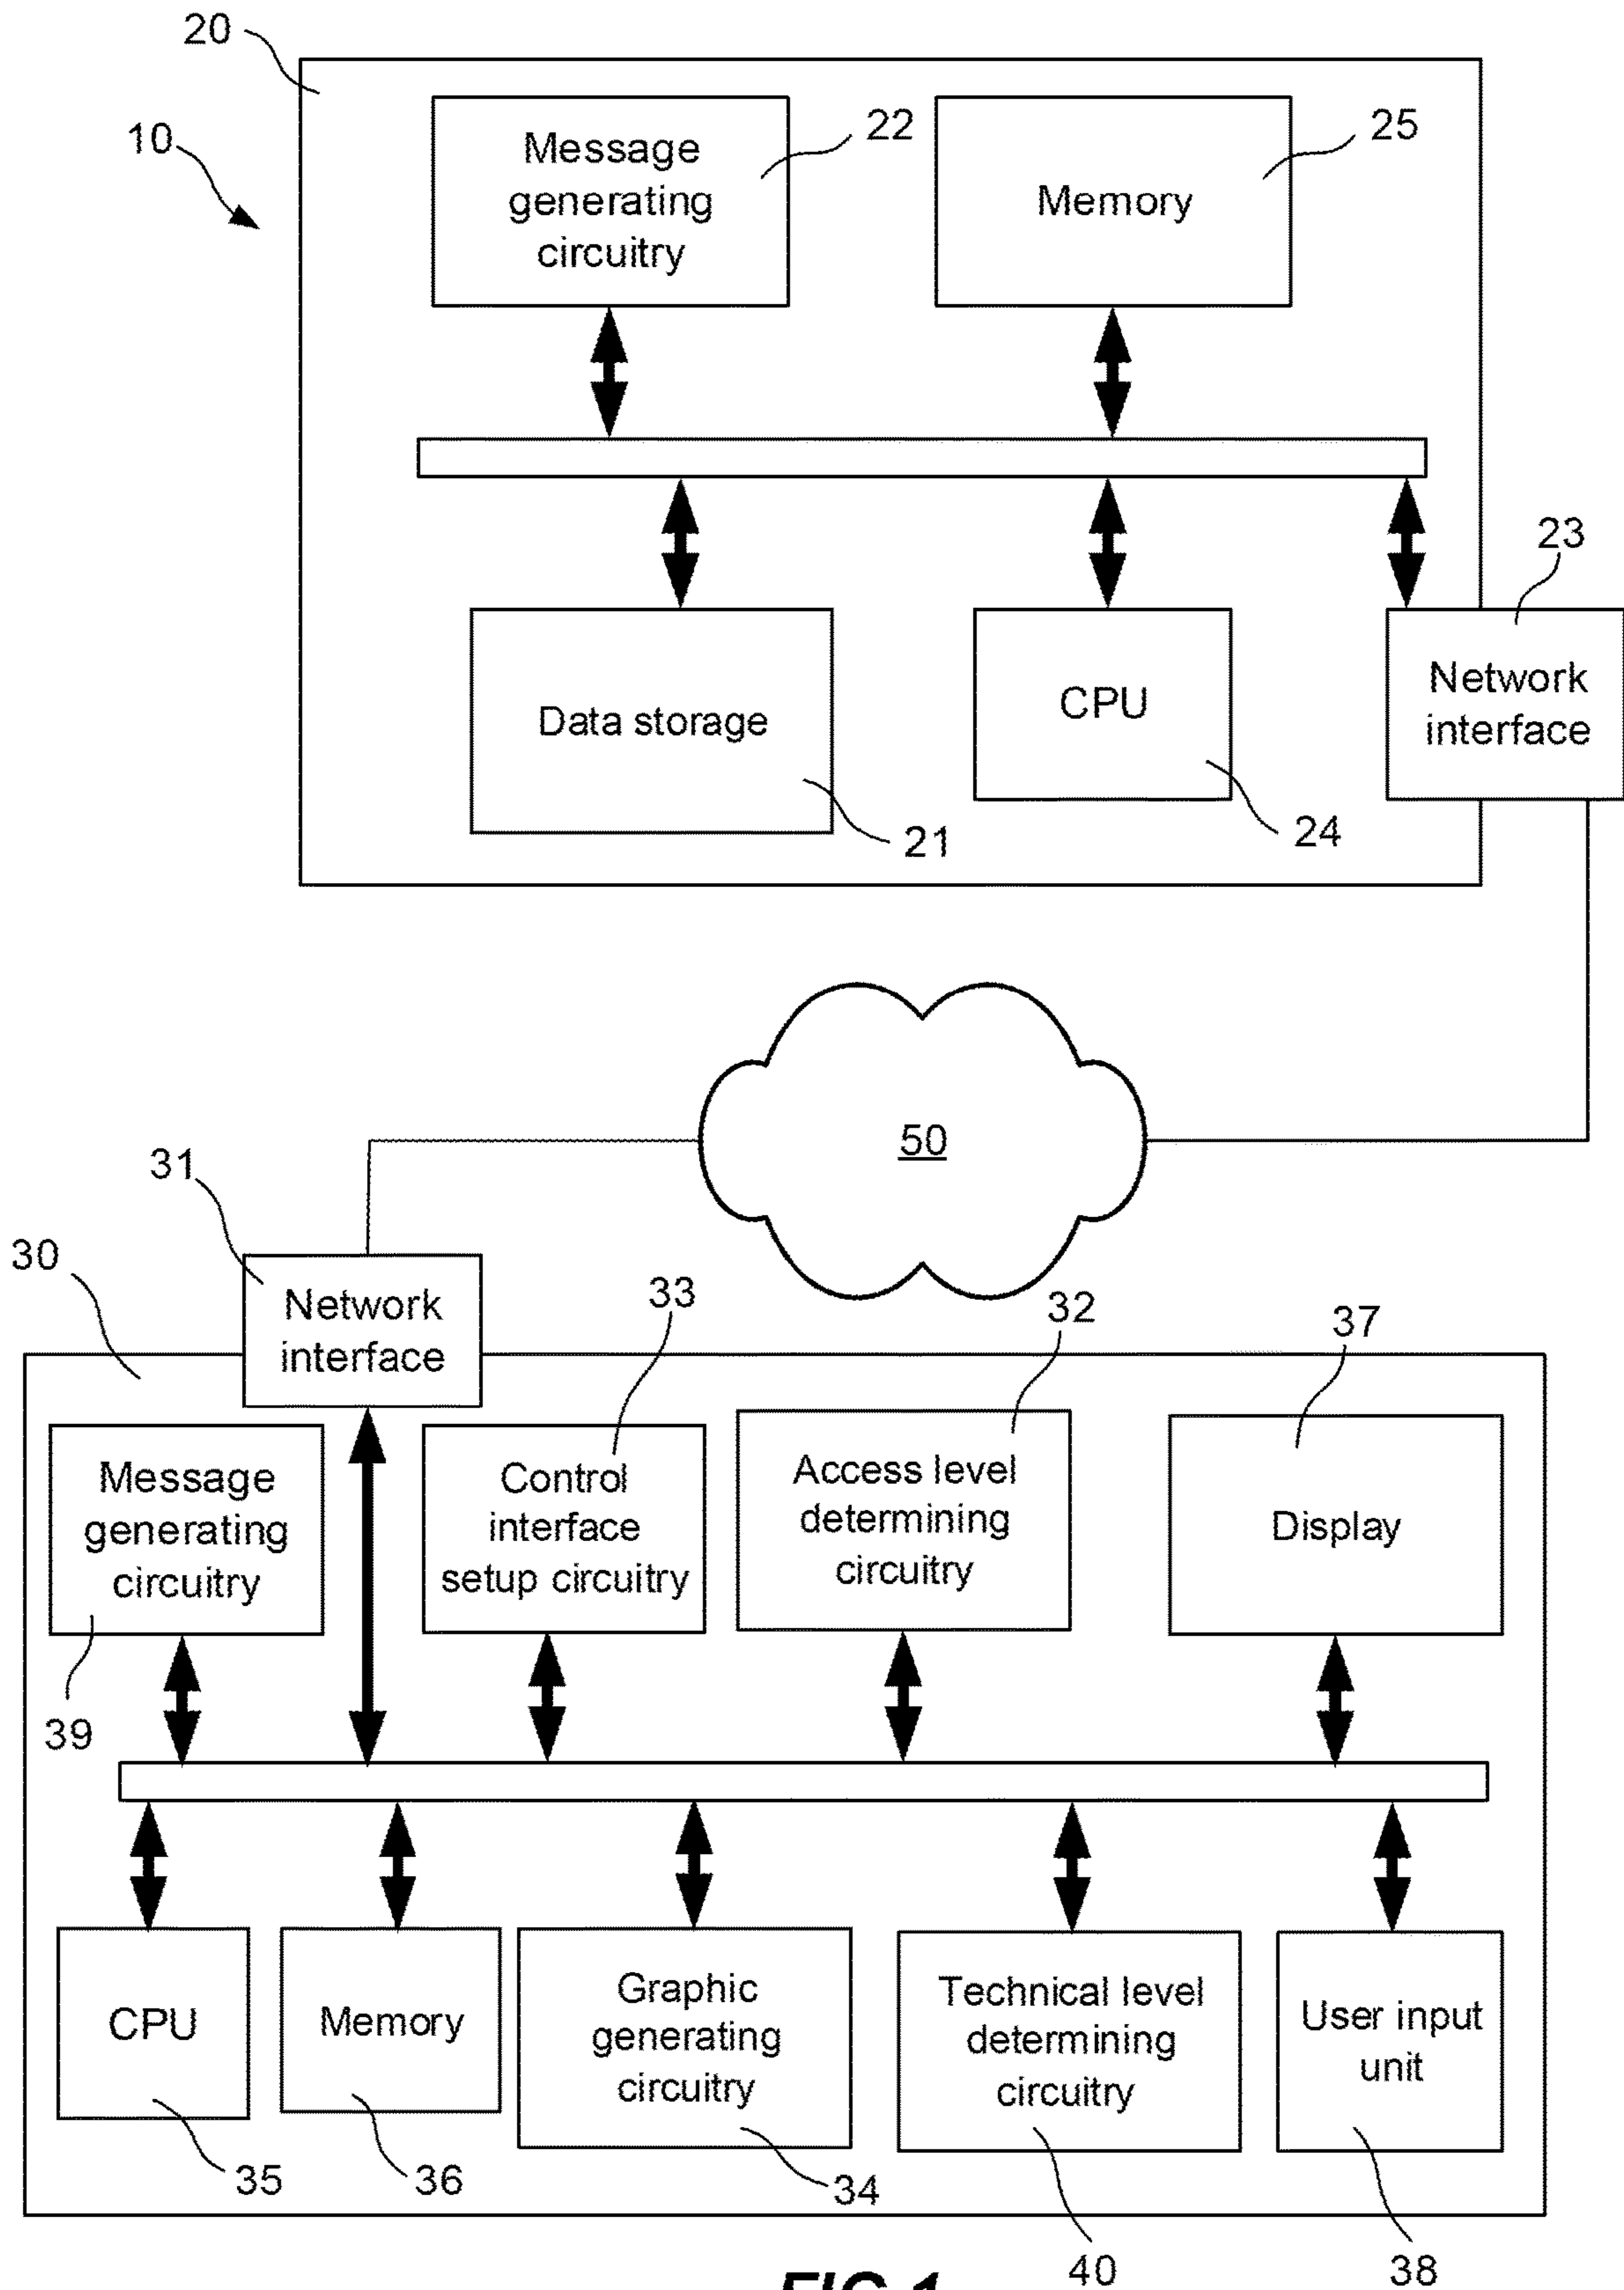 20
10
Message
generating
circuitry
22
Memory
25
23
Data storage
21
CPU
24
Network
interface
50
31
30
Network
interface
33
32
37
Message
generating
circuitry
39
Control
interface
setup circuitry
Access level
determining
circuitry
Display
CPU
35
Memory
36
Graphic
generating
circuitry
34
Technical level
determining
circuitry
40
User input
unit
38
FIG 1